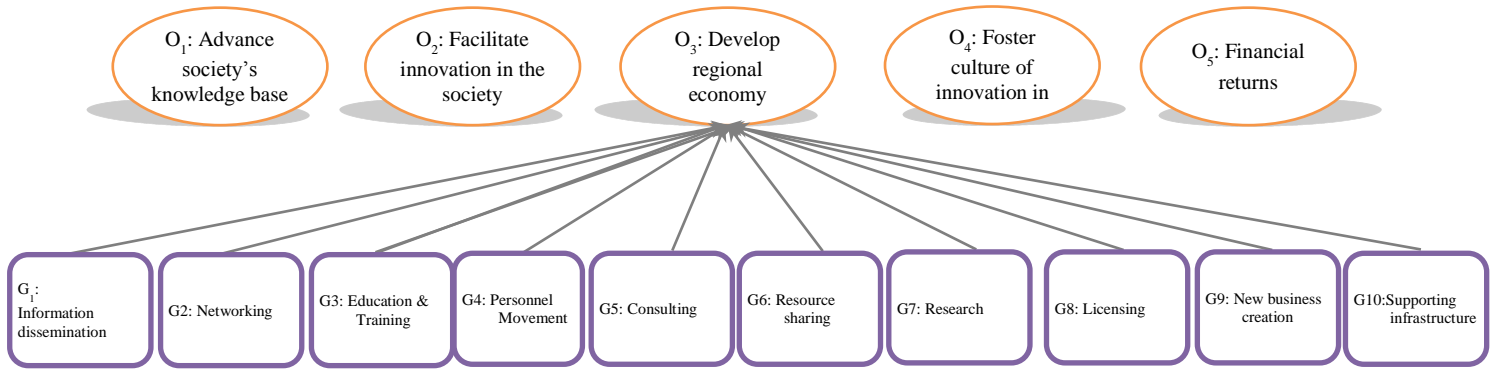 O1: Advance
society’s
knowledge base
O2: Facilitate
innovation in the
society
O3: Develop
regional
economy
O4: Foster
culture of
innovation in
O5: Financial
returns
G1:
Information
dissemination
G2: Networking
G3: Education &
Training
G4: Personnel
Movement
G5: Consulting
G6: Resource
sharing
G7: Research
G8: Licensing
G9: New business
creation
G10:Supporting
infrastructure